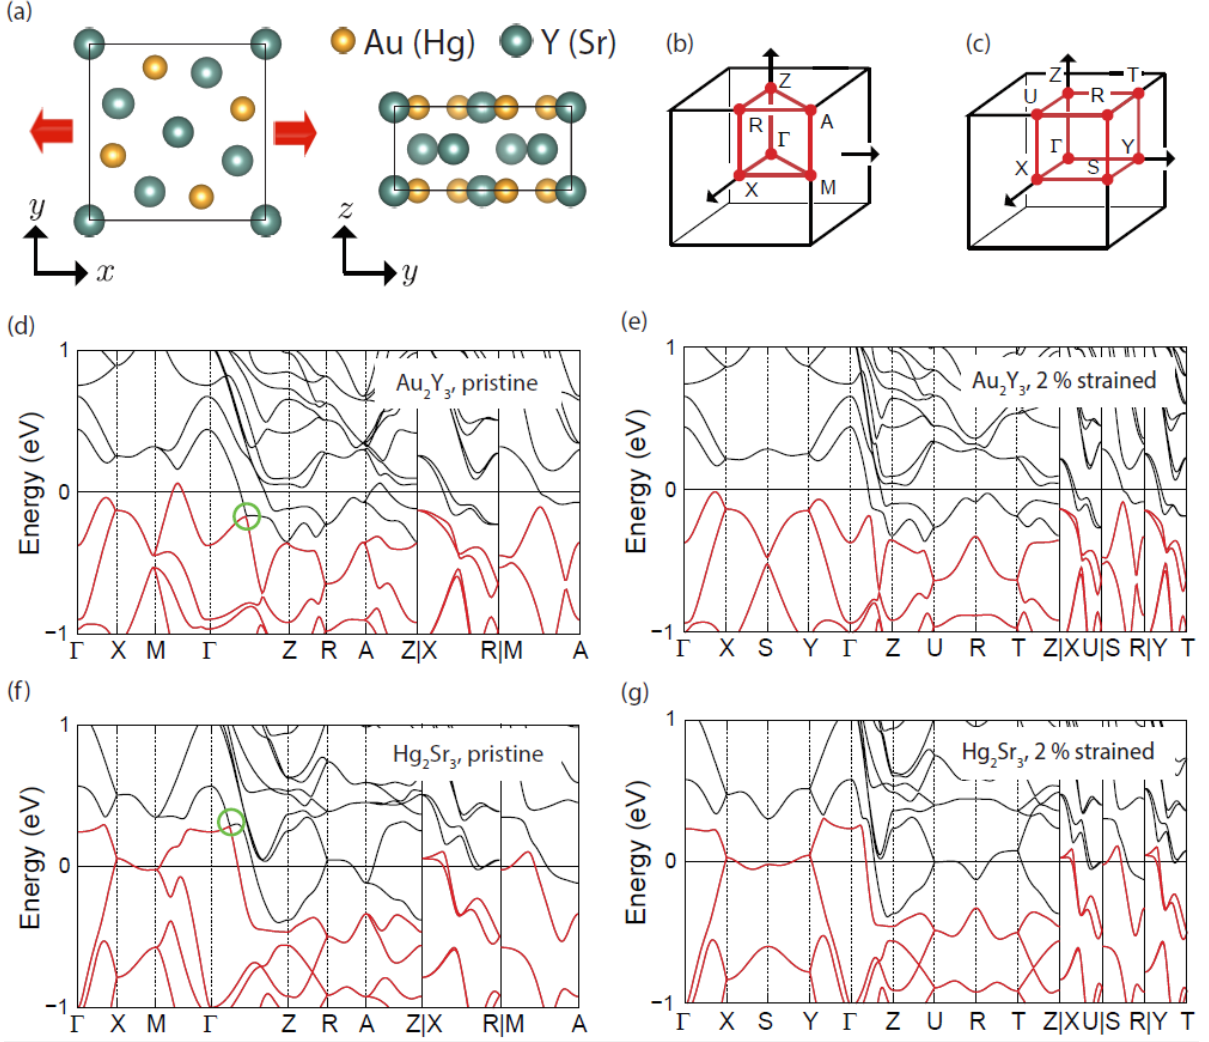 (a)
Au (Hg) Y (Sr)
y
x
z
y
(b)
Z
R
A
Γ
X
M
(c)
Z
T
U
R
Γ
Y
X
S
(d)
Energy (eV)
1
0
−1
Au2Y3, pristine
Γ X M Γ Z R A Z|X R|M A
(e)
Energy (eV)
1
0
−1
Au2Y3, 2 % strained
Γ X S Y Γ Z U R T Z|X U|S R|Y T
(f)
Energy (eV)
1
0
−1
Hg2Sr3, pristine
Γ X M Γ Z R A Z|X R|M A
(g)
Energy (eV)
1
0
−1
Hg2Sr3, 2 % strained
Γ X S Y Γ Z U R T Z|X U|S R|Y T